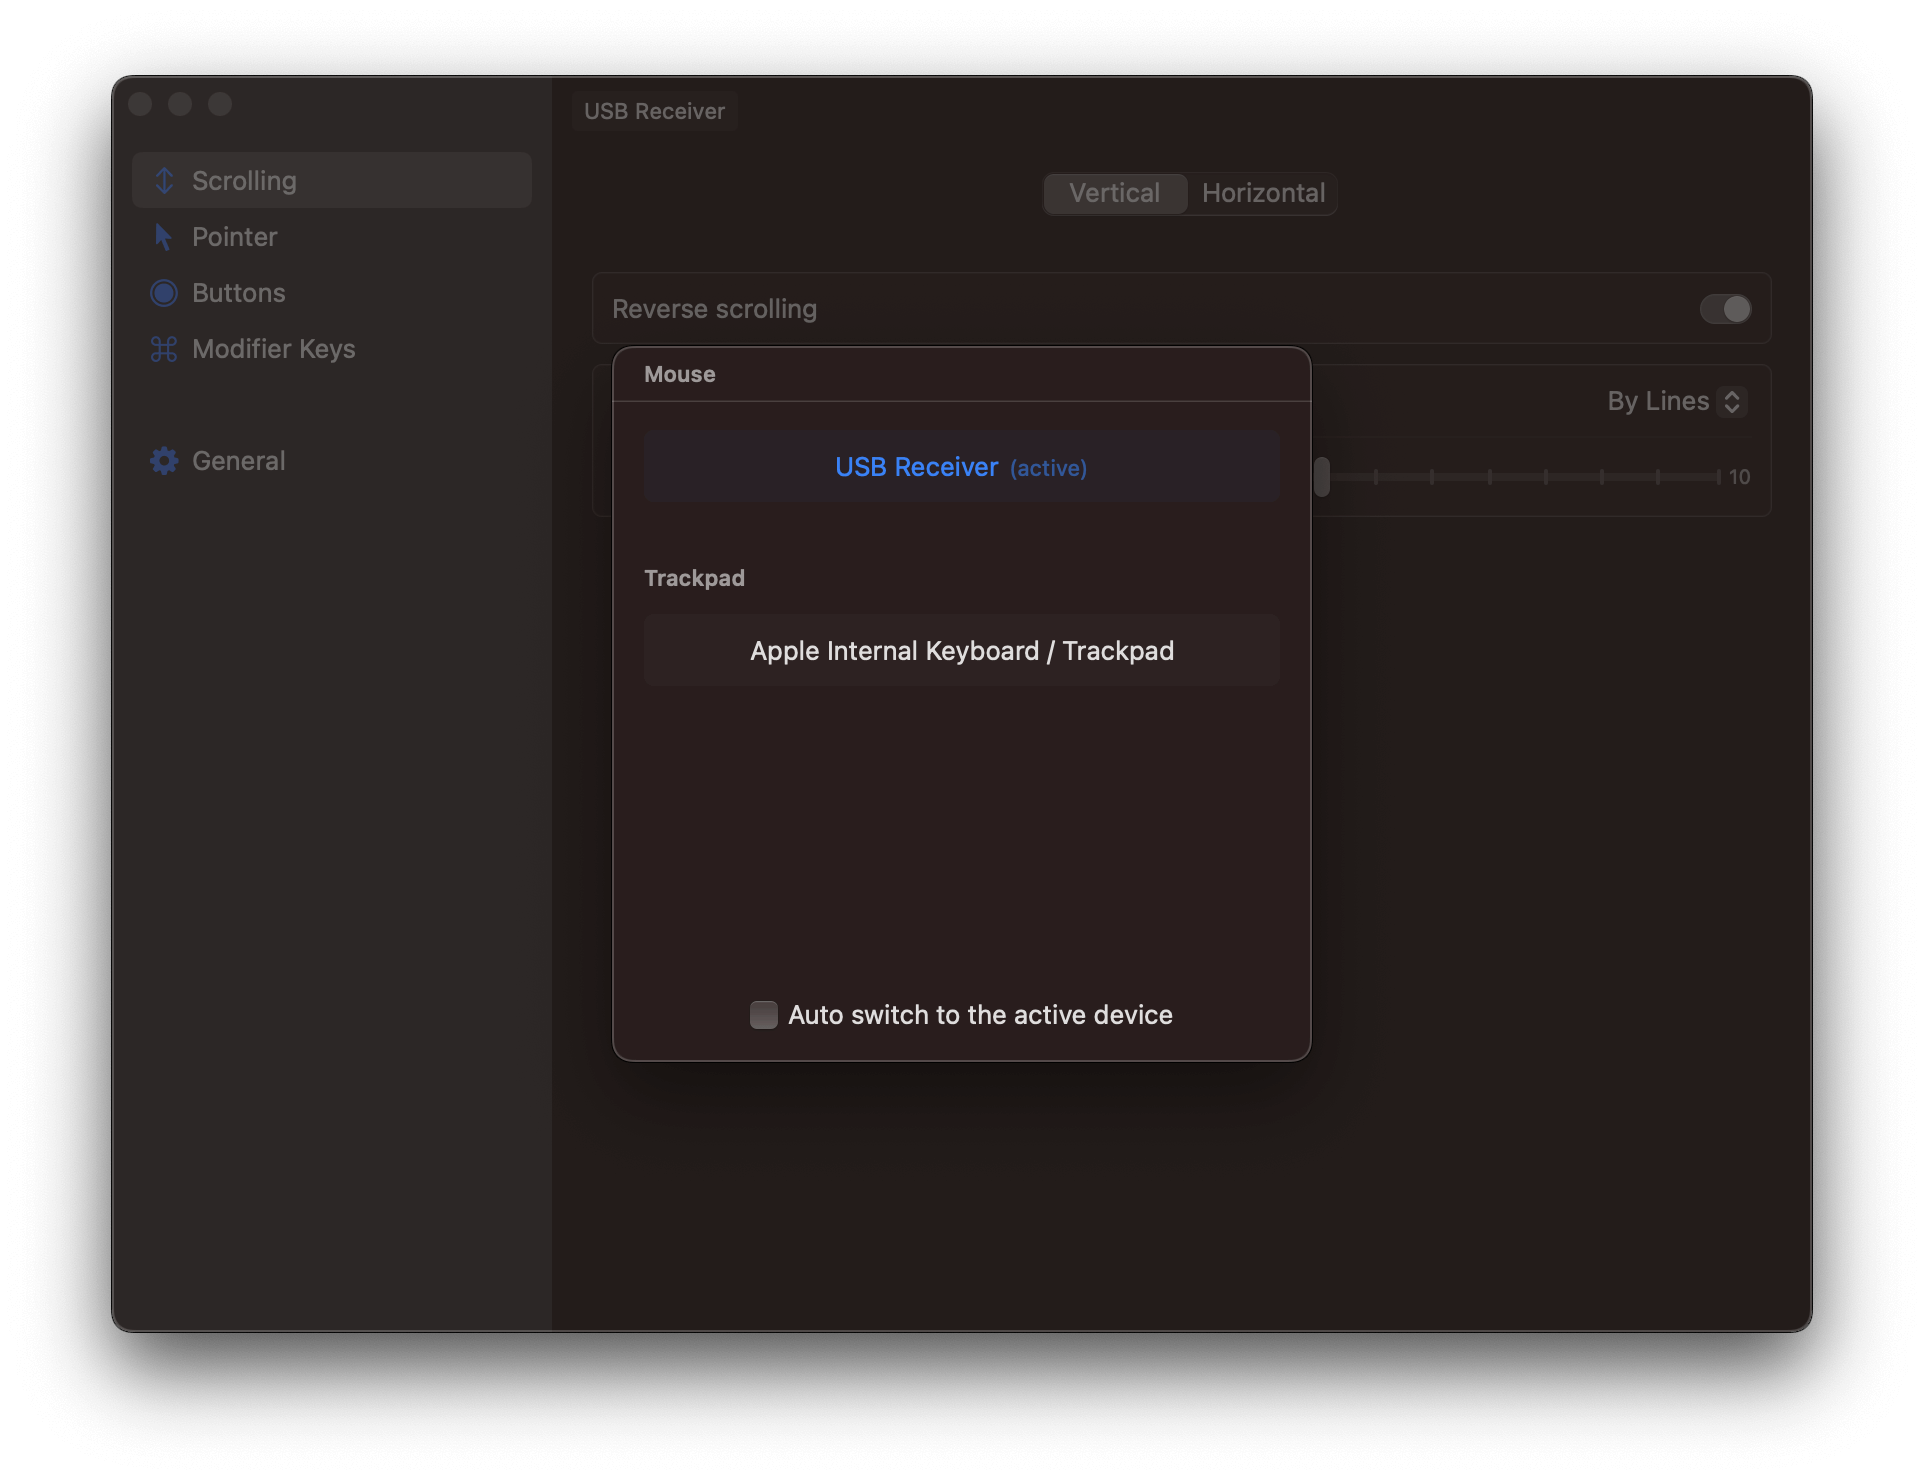 USB Receiver
Scrolling
Pointer
Buttons
Modifier Keys
General
Vertical Horizontal
Reverse scrolling
By Lines
10
Mouse
USB Receiver (active)
Trackpad
Apple Internal Keyboard / Trackpad
Auto switch to the active device